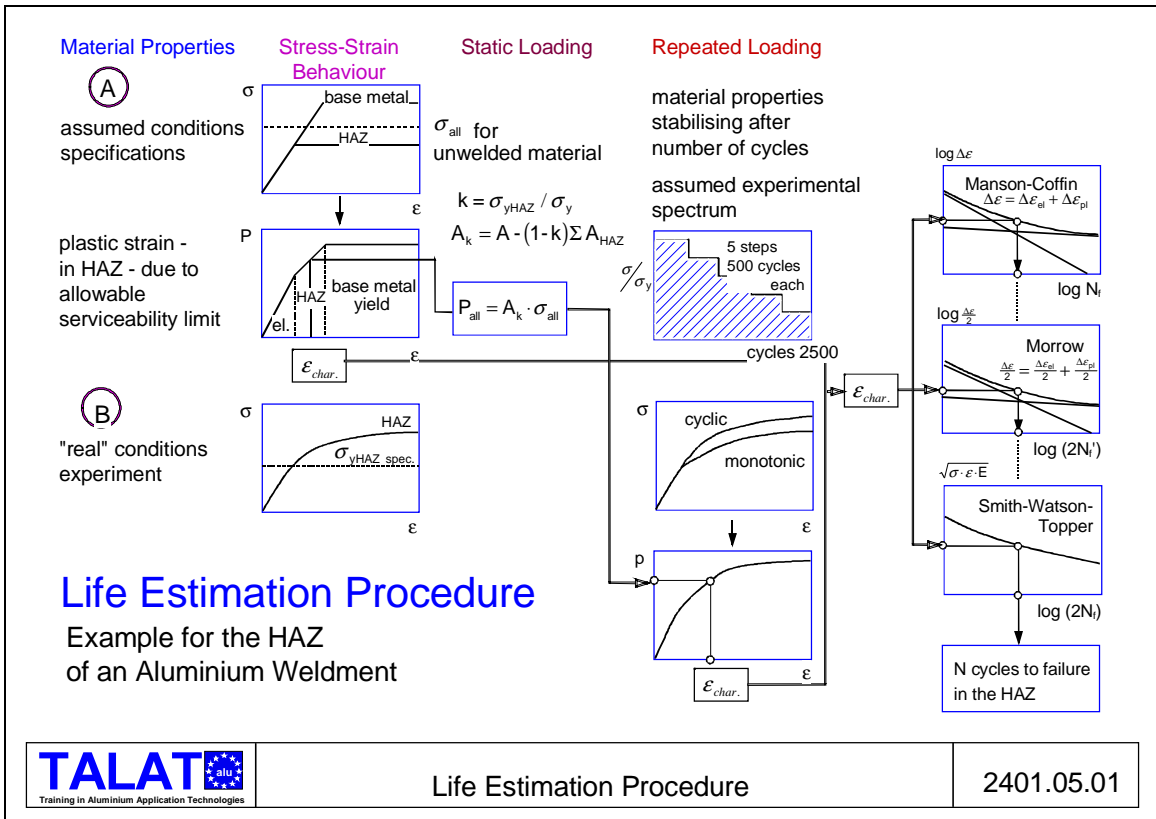 Material Properties
Stress-Strain
Behaviour
Static Loading
Repeated Loading
A
assumed conditions
specifications
σ
base metal
HAZ
ε
σall for
unwelded material
k = σyHAZ / σy
Ak = A - (1-k) Σ AHAZ
material properties
stabilising after
number of cycles
assumed experimental
spectrum
plastic strain -
in HAZ - due to
allowable
serviceability limit
P
HAZ
base metal
yield
el.
ε
εchar.
Pall = Ak · σall
σ/σy
5 steps
500 cycles
each
cycles 2500
B
"real" conditions
experiment
σ
HAZ
σyHAZ spec.
ε
σ
cyclic
monotonic
ε
p
ε
εchar.
εchar.
log Δε
Manson-Coffin
Δε = Δεel + Δεpl
log Nf
log Δε/2
Morrow
Δε/2 = Δεel/2 + Δεpl/2
log (2Nf')
√σ·ε·E
Smith-Watson-
Topper
log (2Nf)
N cycles to failure
in the HAZ
Life Estimation Procedure
Example for the HAZ
of an Aluminium Weldment
TALAT
alu
Training in Aluminium Application Technologies
Life Estimation Procedure
2401.05.01